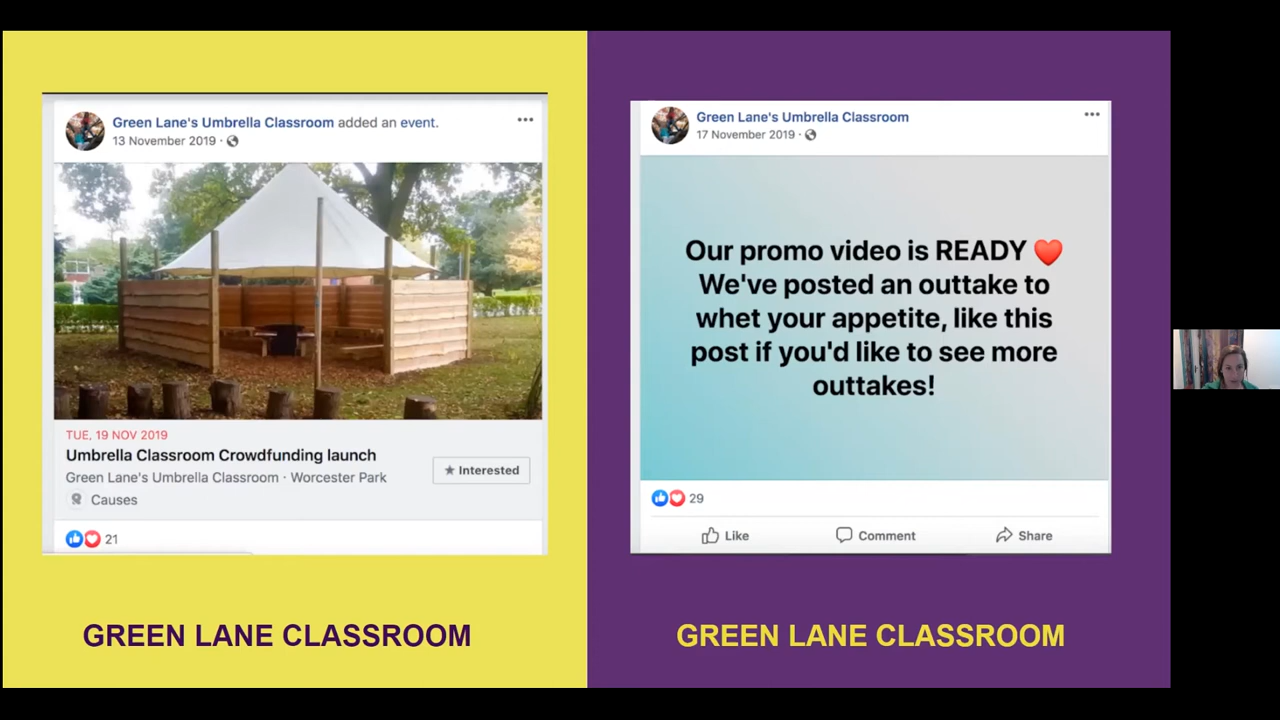 Green Lane's Umbrella Classroom added an event.
13 November 2019 ·
TUE, 19 NOV 2019
Umbrella Classroom Crowdfunding launch
Green Lane's Umbrella Classroom · Worcester Park
Causes
★ Interested
21
GREEN LANE CLASSROOM
Green Lane's Umbrella Classroom
17 November 2019 ·
Our promo video is READY ❤️
We've posted an outtake to
whet your appetite, like this
post if you'd like to see more
outtakes!
29
Like
Comment
Share
GREEN LANE CLASSROOM